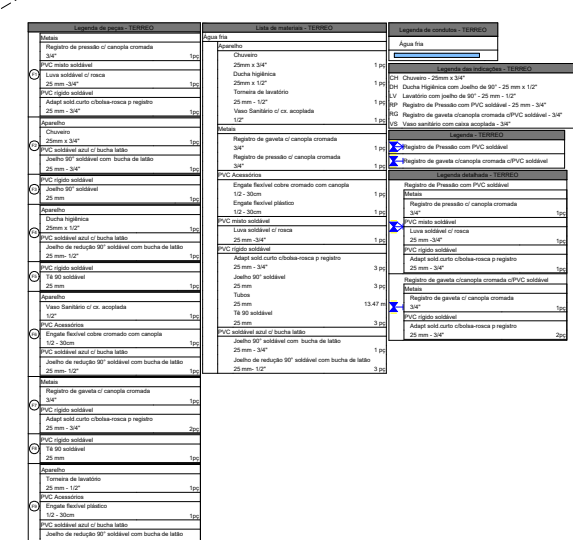 Legenda de peças - TERREO
Metais
Registro de pressão c/ canopla cromada
3/4" 1pç
PVC misto soldável
F1 Luva soldável c/ rosca
25 mm -3/4" 1pç
PVC rígido soldável
Adapt sold.curto c/bolsa-rosca p registro
25 mm - 3/4" 1pç
Aparelho
Chuveiro
25mm x 3/4" 1pç
F2 PVC soldável azul c/ bucha de latão
Joelho 90° soldável com bucha de latão
25 mm - 3/4" 1pç
PVC rígido soldável
F3 Joelho 90° soldável
25 mm 1pç
Aparelho
Ducha higiênica
25mm x 1/2" 1pç
F4 PVC soldável azul c/ bucha latão
Joelho de redução 90° soldável com bucha de latão
25 mm- 1/2" 1pç
PVC rígido soldável
F5 Tê 90 soldável
25 mm 1pç
Aparelho
Vaso Sanitário c/ cx. acoplada
1/2" 1pç
PVC Acessórios
F6 Engate flexível cobre cromado com canopla
1/2 - 30cm 1pç
PVC soldável azul c/ bucha latão
Joelho de redução 90° soldável com bucha de latão
25 mm- 1/2" 1pç
Metais
Registro de gaveta c/ canopla cromada
3/4" 1pç
F7 PVC rígido soldável
Adapt sold.curto c/bolsa-rosca p registro
25 mm - 3/4" 2pç
PVC rígido soldável
F8 Tê 90 soldável
25 mm 1pç
Aparelho
Torneira de lavatório
25 mm - 1/2" 1pç
PVC Acessórios
F9 Engate flexível plástico
1/2 - 30cm 1pç
PVC soldável azul c/ bucha latão
Joelho de redução 90° soldável com bucha de latão
Lista de materiais - TERREO
Agua fria
Aparelho
Chuveiro
25mm x 3/4" 1 pç
Ducha higiênica
25mm x 1/2" 1 pç
Torneira de lavatório
25 mm - 1/2" 1 pç
Vaso Sanitário c/ cx. acoplada
1/2" 1 pç
Metais
Registro de gaveta c/ canopla cromada
3/4" 1 pç
Registro de pressão c/ canopla cromada
3/4" 1 pç
PVC Acessórios
Engate flexível cobre cromado com canopla
1/2 - 30cm 1 pç
Engate flexível plástico
1/2 - 30cm 1 pç
PVC misto soldável
Luva soldável c/ rosca
25 mm -3/4" 1 pç
PVC rígido soldável
Adapt sold.curto c/bolsa-rosca p registro
25 mm - 3/4" 3 pç
Joelho 90° soldável
25 mm 3 pç
Tubos
25 mm 13.47 m
Tê 90 soldável
25 mm 3 pç
PVC soldável azul c/ bucha latão
Joelho 90° soldável com bucha de latão
25 mm - 3/4" 1 pç
Joelho de redução 90° soldável com bucha de latão
25 mm- 1/2" 3 pç
Legenda de condutos - TERREO
Água fria
Legenda das indicações - TERREO
CH Chuveiro - 25mm x 3/4"
DH Ducha Higiênica com Joelho de 90° - 25 mm x 1/2"
LV Lavatório com joelho de 90° - 25 mm - 1/2"
RP Registro de Pressão com PVC soldável - 25 mm - 3/4"
RG Registro de gaveta c/canopla cromada c/PVC soldável - 3/4"
VS Vaso sanitário com caixa acoplada - 3/4"
Legenda - TERREO
Registro de Pressão com PVC soldável
Registro de gaveta c/canopla cromada c/PVC soldável
Legenda detalhada - TERREO
Registro de Pressão com PVC soldável
Metais
Registro de pressão c/ canopla cromada
3/4" 1pç
PVC misto soldável
Luva soldável c/ rosca
25 mm -3/4" 1pç
PVC rígido soldável
Adapt sold.curto c/bolsa-rosca p registro
25 mm - 3/4" 1pç
Registro de gaveta c/canopla cromada c/PVC soldável
Metais
Registro de gaveta c/ canopla cromada
3/4" 1pç
PVC rígido soldável
Adapt sold.curto c/bolsa-rosca p registro
25 mm - 3/4" 2pç